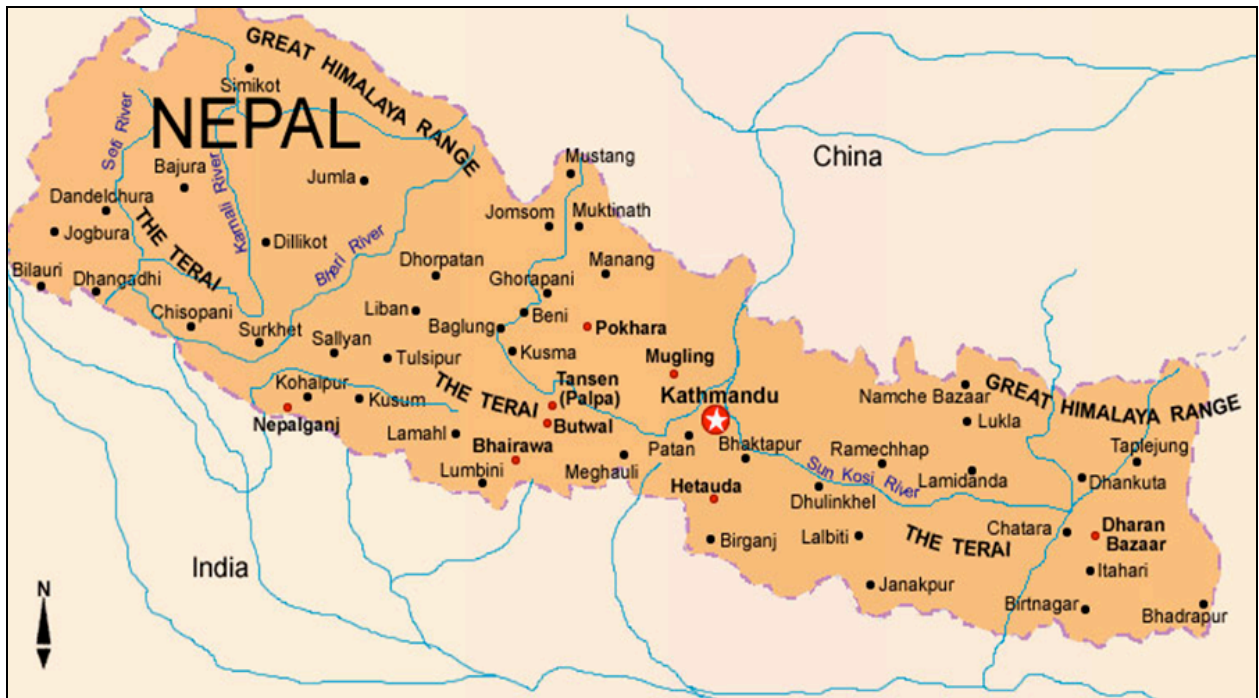 GREAT HIMALAYA RANGE
Simikot
NEPAL
Seti River
Karnali River
Bajura
Jumla
Dandeldhura
Jogbura
THE TERAI
Dillikot
Bheri River
Bilauri
Dhangadhi
Chisopani
Surkhet
Mustang
China
Jomsom
Muktinath
Dhorpatan
Manang
Ghorapani
Liban
Beni
Baglung
Pokhara
Sallyan
Tulsipur
Kusma
Mugling
Kohalpur
Kusum
THE TERAI
Tansen
(Palpa)
Kathmandu
Nepalganj
Lamahl
Butwal
Bhairawa
Lumbini
Meghauli
Patan
Bhaktapur
Hetauda
Birganj
Namche Bazaar
GREAT HIMALAYA RANGE
Lukla
Ramechhap
Taplejung
Sun Kosi River
Lamidanda
Dhankuta
Dhulinkhel
Lalbiti
THE TERAI
Chatara
Dharan
Bazaar
Itahari
Janakpur
Birtnagar
Bhadrapur
India
N